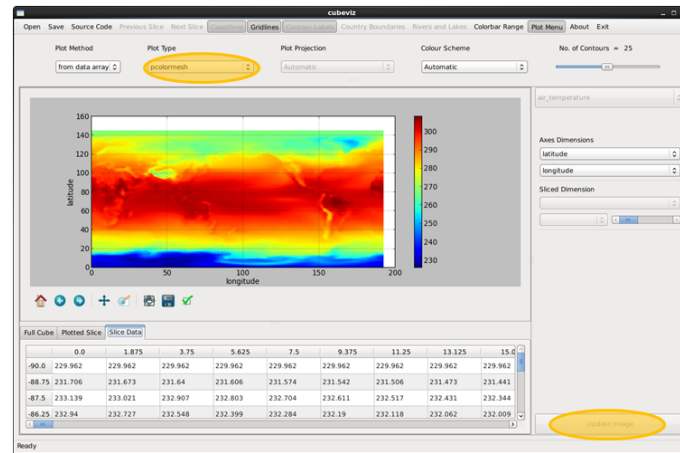 cubeviz
Open Save Source Code Previous Slice Next Slice Coastlines Gridlines Contour Labels Country Boundaries Rivers and Lakes Colorbar Range Plot Menu About Exit
Plot Method Plot Type Plot Projection Colour Scheme No. of Contours = 25
from data array pcolormesh Automatic Automatic
air_temperature
Axes Dimensions
latitude
longitude
Sliced Dimension
160
140
120
100
80
60
40
20
0
latitude
0 50 100 150 200
longitude
300
290
280
270
260
250
240
230
Full Cube Plotted Slice Slice Data
0.0 1.875 3.75 5.625 7.5 9.375 11.25 13.125 15.0
-90.0 229.962 229.962 229.962 229.962 229.962 229.962 229.962 229.962 229.962
-88.75 231.706 231.673 231.64 231.606 231.574 231.542 231.506 231.473 231.441
-87.5 233.139 233.021 232.907 232.803 232.704 232.611 232.517 232.431 232.344
-86.25 232.94 232.727 232.548 232.399 232.284 232.19 232.118 232.062 232.009
Update Image
Ready